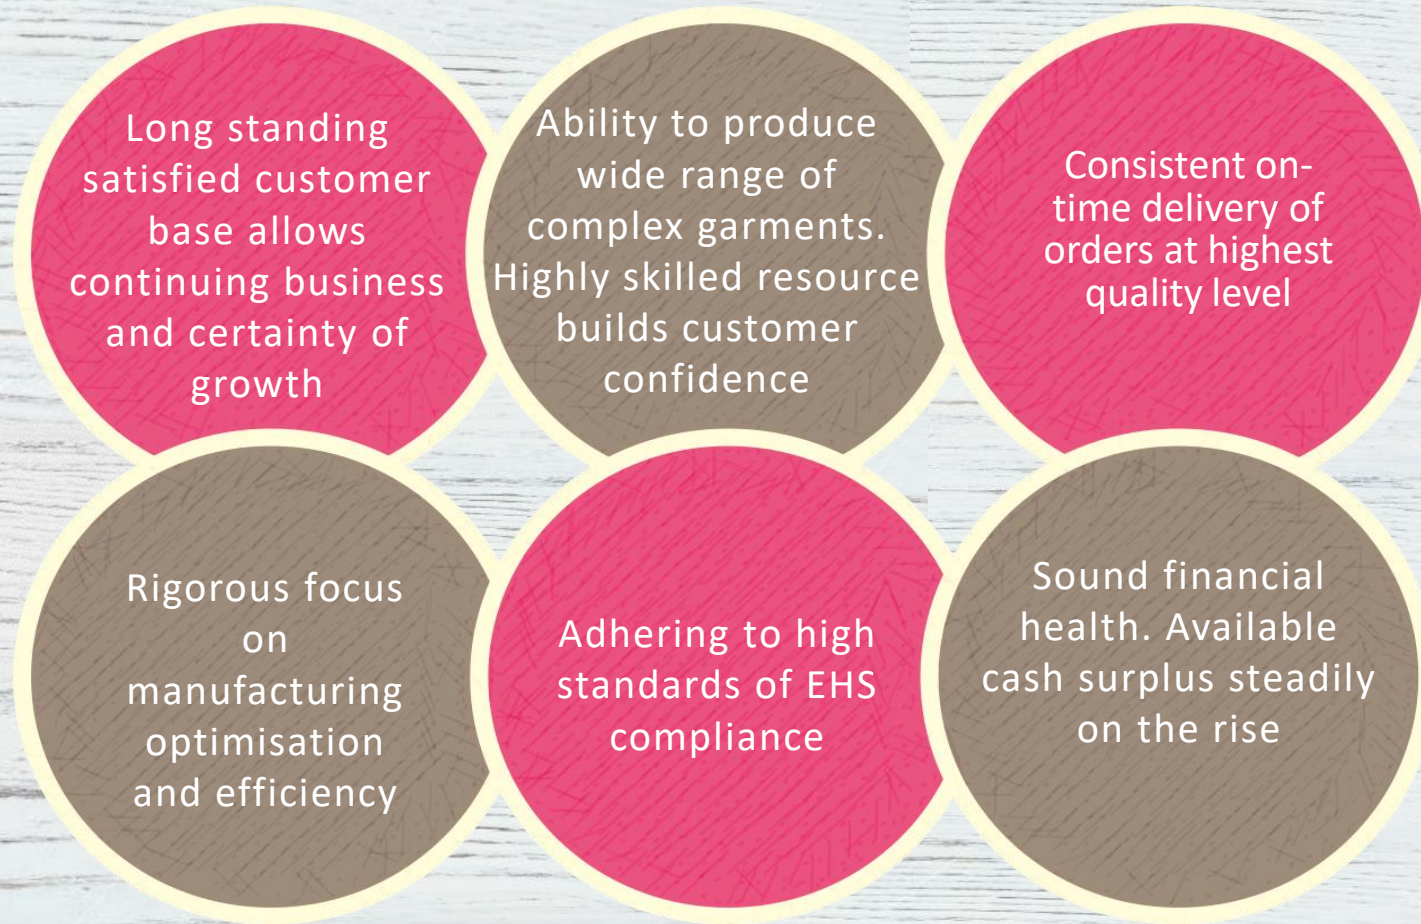 Long standing
satisfied customer
base allows
continuing business
and certainty of
growth
Ability to produce
wide range of
complex garments.
Highly skilled resource
builds customer
confidence
Consistent on-
time delivery of
orders at highest
quality level
Rigorous focus
on
manufacturing
optimisation
and efficiency
Adhering to high
standards of EHS
compliance
Sound financial
health. Available
cash surplus steadily
on the rise